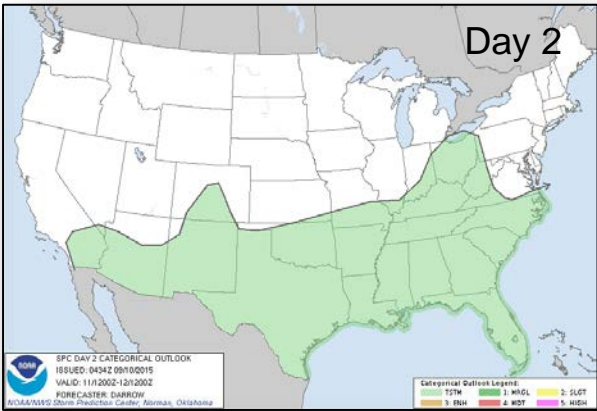 Day 2
NOAA
SPC DAY 2 CATEGORICAL OUTLOOK
ISSUED: 0434Z 09/10/2015
VALID: 11/1200Z-12/1200Z
FORECASTER: DARROW
NOAA/NWS Storm Prediction Center, Norman, Oklahoma
Categorical Outlook Legend:
TSTM 1: MRGL 2: SLGT
3: ENH 4: MDT 5: HIGH